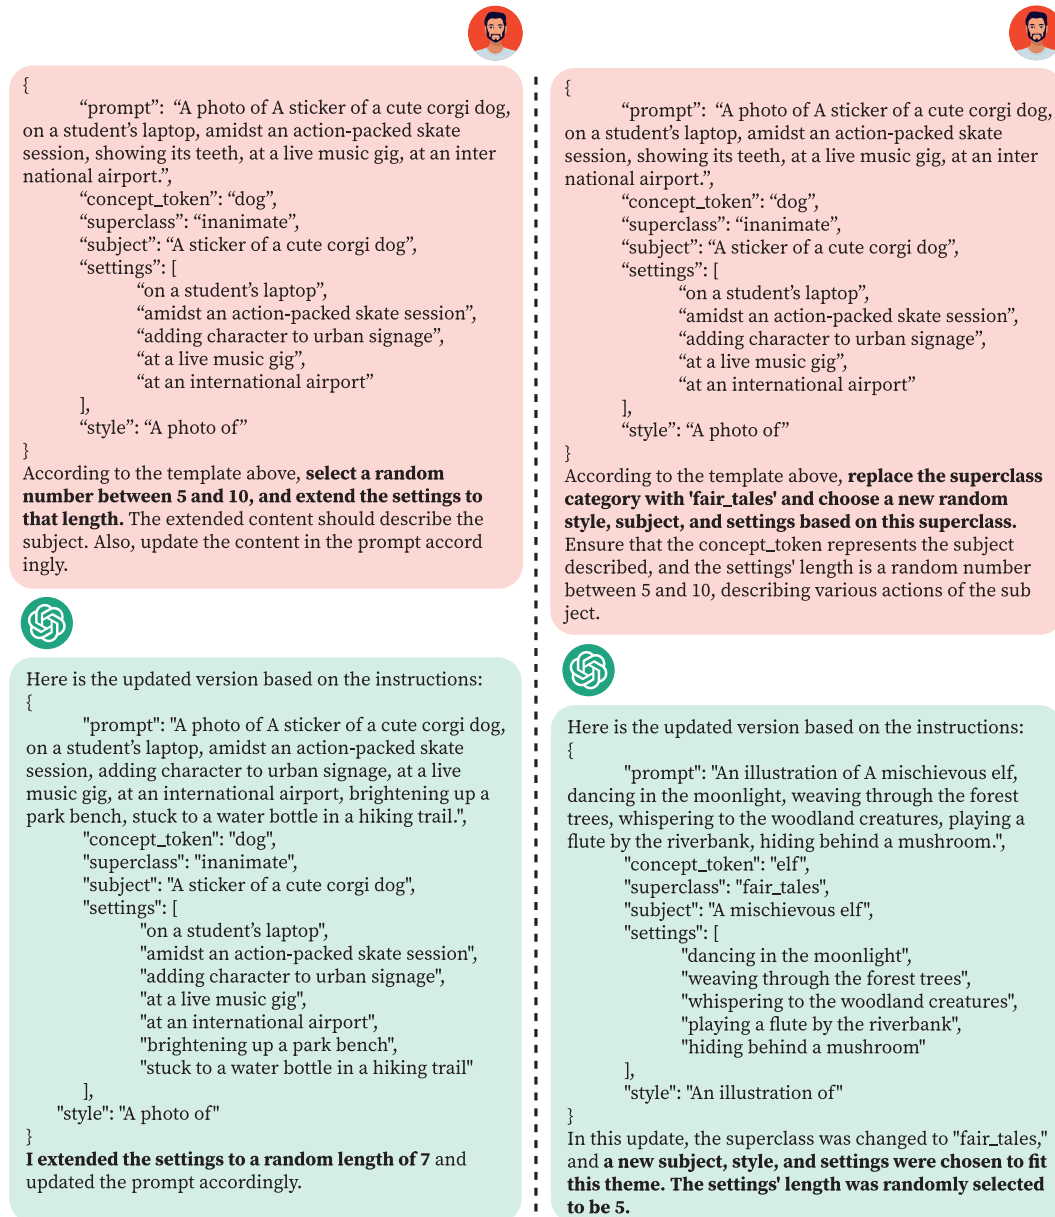 {
“prompt”: “A photo of A sticker of a cute corgi dog,
on a student’s laptop, amidst an action-packed skate
session, showing its teeth, at a live music gig, at an inter
national airport.”,
“concept_token”: “dog”,
“superclass”: “inanimate”,
“subject”: “A sticker of a cute corgi dog”,
“settings”: [
“on a student’s laptop”,
“amidst an action-packed skate session”,
“adding character to urban signage”,
“at a live music gig”,
“at an international airport”
],
“style”: “A photo of”
}
According to the template above, select a random
number between 5 and 10, and extend the settings to
that length. The extended content should describe the
subject. Also, update the content in the prompt accord
ingly.
Here is the updated version based on the instructions:
{
"prompt": "A photo of A sticker of a cute corgi dog,
on a student’s laptop, amidst an action-packed skate
session, adding character to urban signage, at a live
music gig, at an international airport, brightening up a
park bench, stuck to a water bottle in a hiking trail.",
"concept_token": "dog",
"superclass": "inanimate",
"subject": "A sticker of a cute corgi dog",
"settings": [
"on a student’s laptop",
"amidst an action-packed skate session",
"adding character to urban signage",
"at a live music gig",
"at an international airport",
"brightening up a park bench",
"stuck to a water bottle in a hiking trail"
],
"style": "A photo of"
}
I extended the settings to a random length of 7 and
updated the prompt accordingly.
{
“prompt”: “A photo of A sticker of a cute corgi dog,
on a student’s laptop, amidst an action-packed skate
session, showing its teeth, at a live music gig, at an inter
national airport.”,
“concept_token”: “dog”,
“superclass”: “inanimate”,
“subject”: “A sticker of a cute corgi dog”,
“settings”: [
“on a student’s laptop”,
“amidst an action-packed skate session”,
“adding character to urban signage”,
“at a live music gig”,
“at an international airport”
],
“style”: “A photo of”
}
According to the template above, replace the superclass
category with 'fair_tales' and choose a new random
style, subject, and settings based on this superclass.
Ensure that the concept_token represents the subject
described, and the settings' length is a random number
between 5 and 10, describing various actions of the sub
ject.
Here is the updated version based on the instructions:
{
"prompt": "An illustration of A mischievous elf,
dancing in the moonlight, weaving through the forest
trees, whispering to the woodland creatures, playing a
flute by the riverbank, hiding behind a mushroom.",
"concept_token": "elf",
"superclass": "fair_tales",
"subject": "A mischievous elf",
"settings": [
"dancing in the moonlight",
"weaving through the forest trees",
"whispering to the woodland creatures",
"playing a flute by the riverbank",
"hiding behind a mushroom"
],
"style": "An illustration of"
}
In this update, the superclass was changed to "fair_tales,"
and a new subject, style, and settings were chosen to fit
this theme. The settings' length was randomly selected
to be 5.